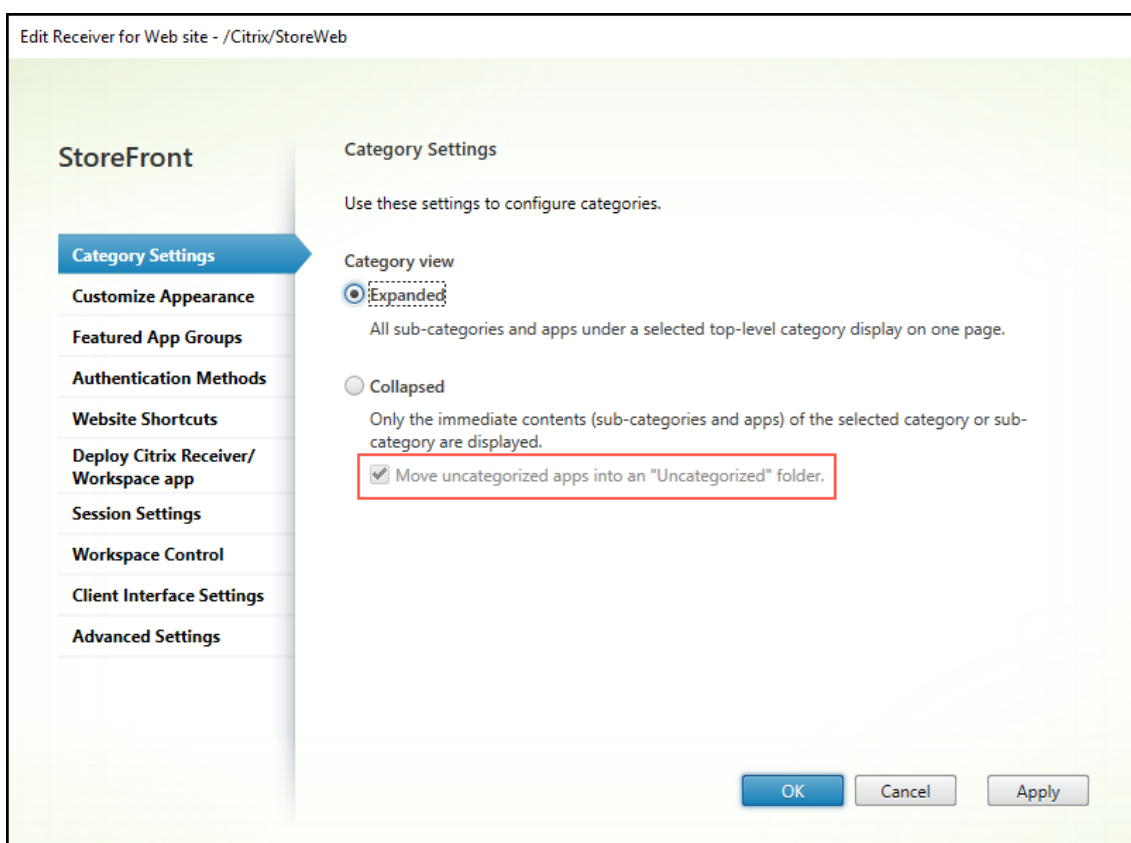 Edit Receiver for Web site - /Citrix/StoreWeb
StoreFront
Category Settings
Customize Appearance
Featured App Groups
Authentication Methods
Website Shortcuts
Deploy Citrix Receiver/
Workspace app
Session Settings
Workspace Control
Client Interface Settings
Advanced Settings
Category Settings
Use these settings to configure categories.
Category view
Expanded
All sub-categories and apps under a selected top-level category display on one page.
Collapsed
Only the immediate contents (sub-categories and apps) of the selected category or sub-
category are displayed.
Move uncategorized apps into an "Uncategorized" folder.
OK
Cancel
Apply